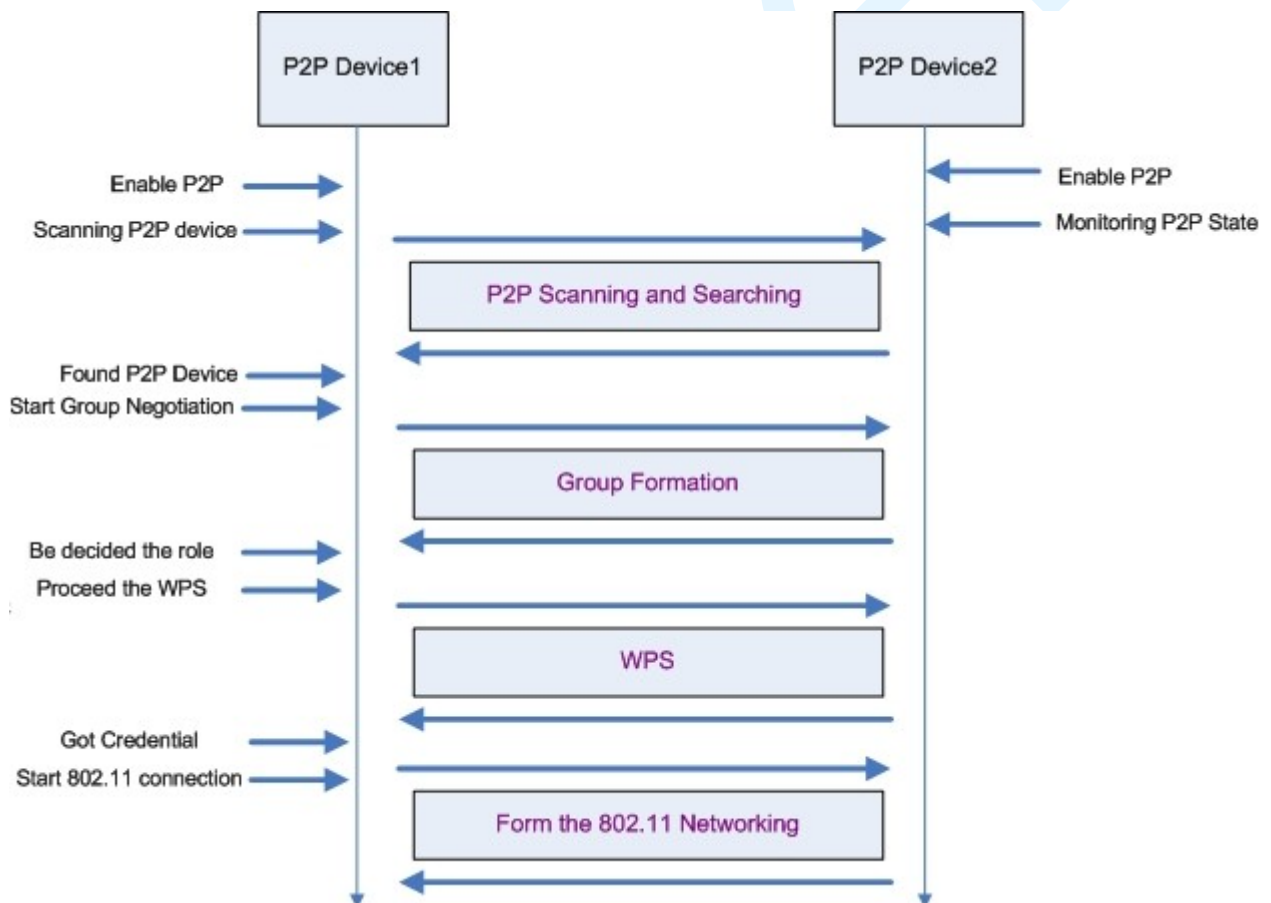 P2P Device1
P2P Device2
Enable P2P
Enable P2P
Scanning P2P device
Monitoring P2P State
P2P Scanning and Searching
Found P2P Device
Start Group Negotiation
Group Formation
Be decided the role
Proceed the WPS
WPS
Got Credential
Start 802.11 connection
Form the 802.11 Networking